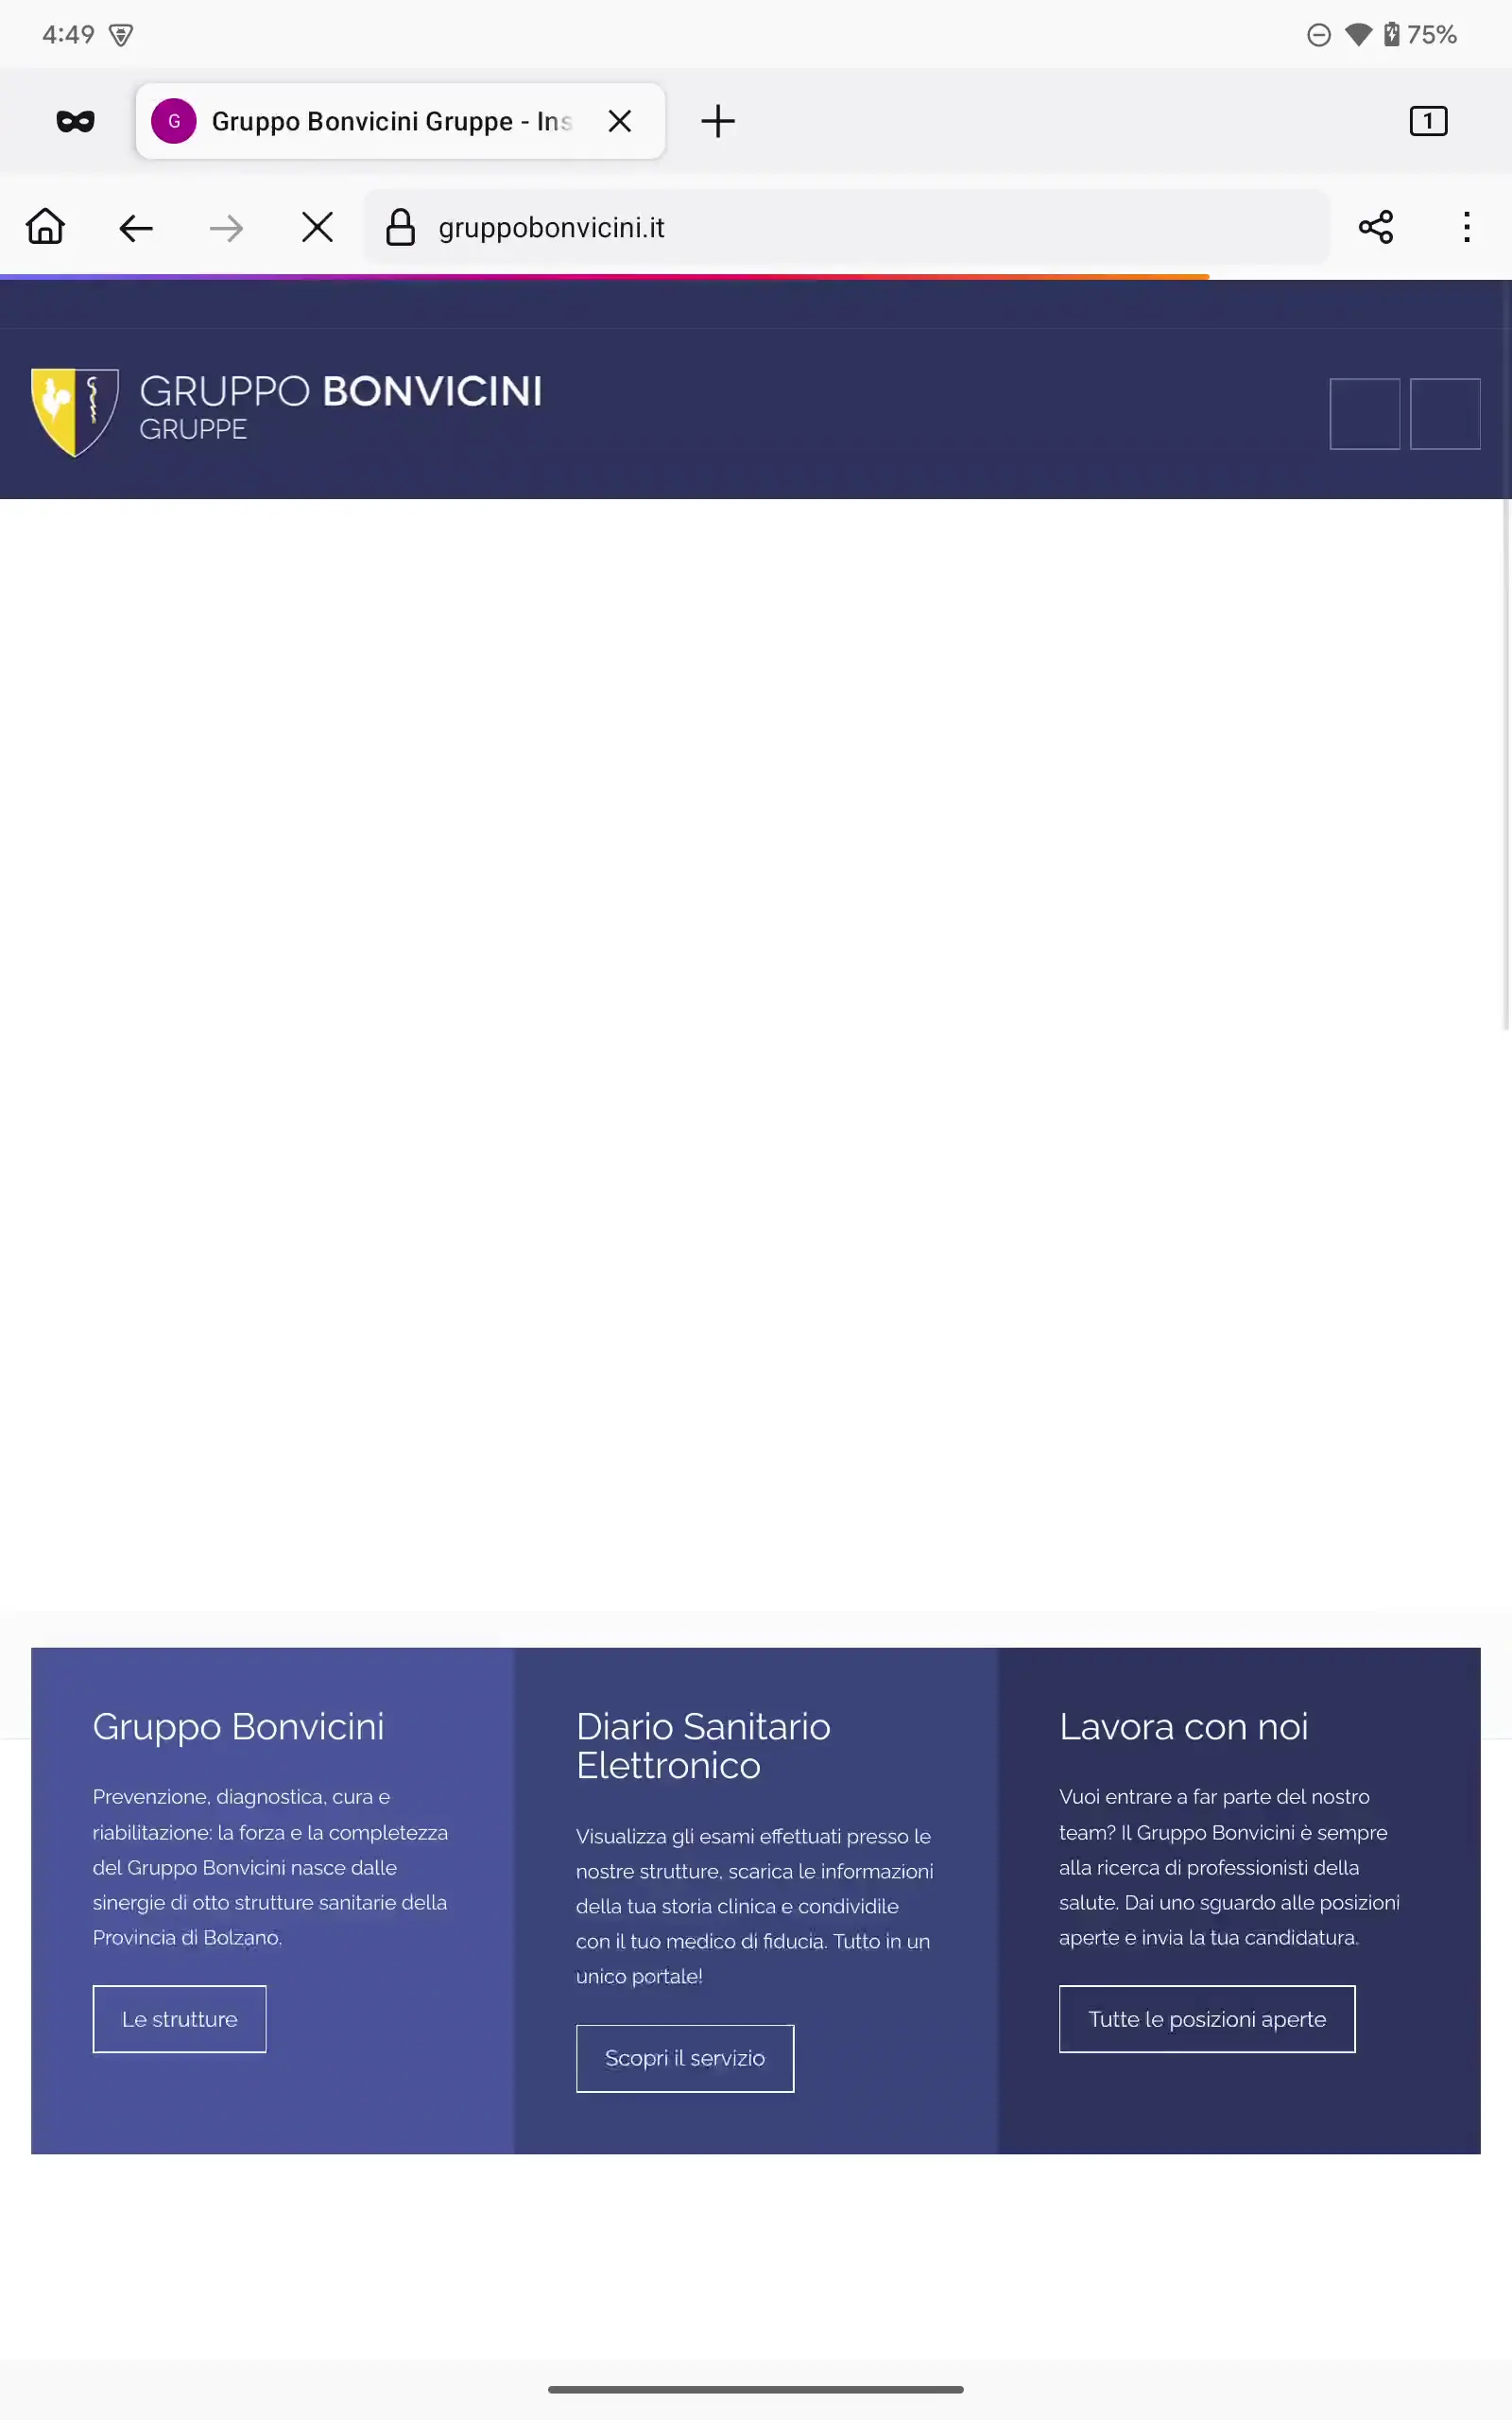 4:49
75%
G
Gruppo Bonvicini Gruppe - Ins
1
gruppobonvicini.it
GRUPPO BONVICINI
GRUPPE
Gruppo Bonvicini
Prevenzione, diagnostica, cura e
riabilitazione: la forza e la completezza
del Gruppo Bonvicini nasce dalle
sinergie di otto strutture sanitarie della
Provincia di Bolzano.
Le strutture
Diario Sanitario
Elettronico
Visualizza gli esami effettuati presso le
nostre strutture, scarica le informazioni
della tua storia clinica e condividile
con il tuo medico di fiducia. Tutto in un
unico portale!
Scopri il servizio
Lavora con noi
Vuoi entrare a far parte del nostro
team? Il Gruppo Bonvicini è sempre
alla ricerca di professionisti della
salute. Dai uno sguardo alle posizioni
aperte e invia la tua candidatura.
Tutte le posizioni aperte